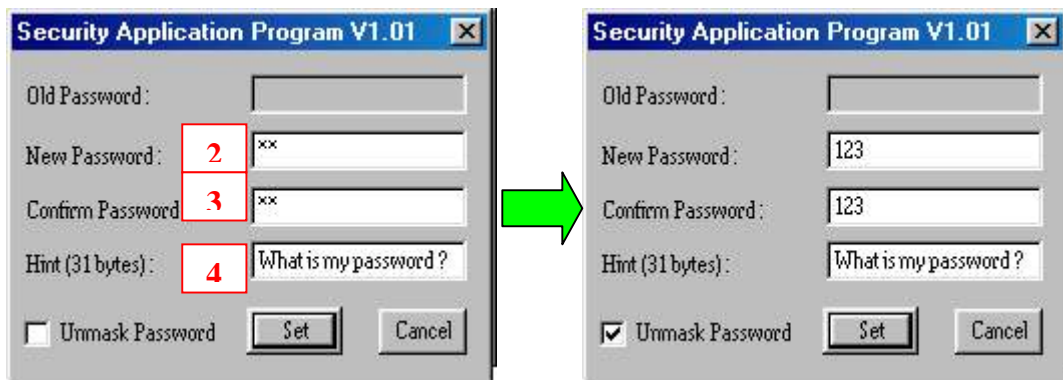 Security Application Program V1.01
Old Password :
New Password : 2 **
Confirm Password 3 **
Hint (31 bytes) : 4 What is my password ?
Unmask Password Set Cancel
Security Application Program V1.01
Old Password :
New Password : 123
Confirm Password : 123
Hint (31 bytes) : What is my password ?
Unmask Password Set Cancel